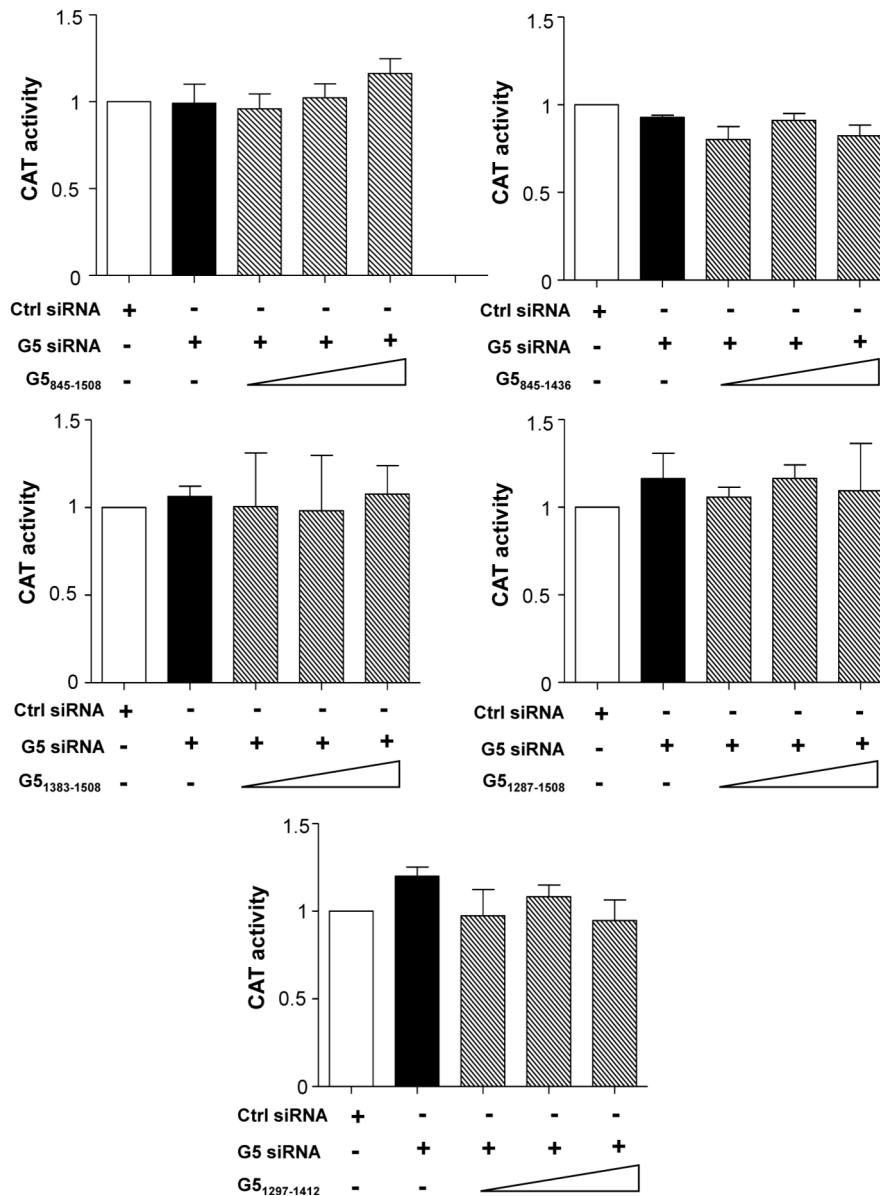 1.5
1
0.5
0
CAT activity
Ctrl siRNA + - - - -
G5 siRNA - + + + +
G5845-1508 - -
1.5
1
0.5
0
CAT activity
Ctrl siRNA + - - - -
G5 siRNA - + + + +
G5845-1436 - -
1.5
1
0.5
0
CAT activity
Ctrl siRNA + - - - -
G5 siRNA - + + + +
G51383-1508 - -
1.5
1
0.5
0
CAT activity
Ctrl siRNA + - - - -
G5 siRNA - + + + +
G51287-1508 - -
1.5
1
0.5
0
CAT activity
Ctrl siRNA + - - - -
G5 siRNA - + + + +
G51297-1412 - -